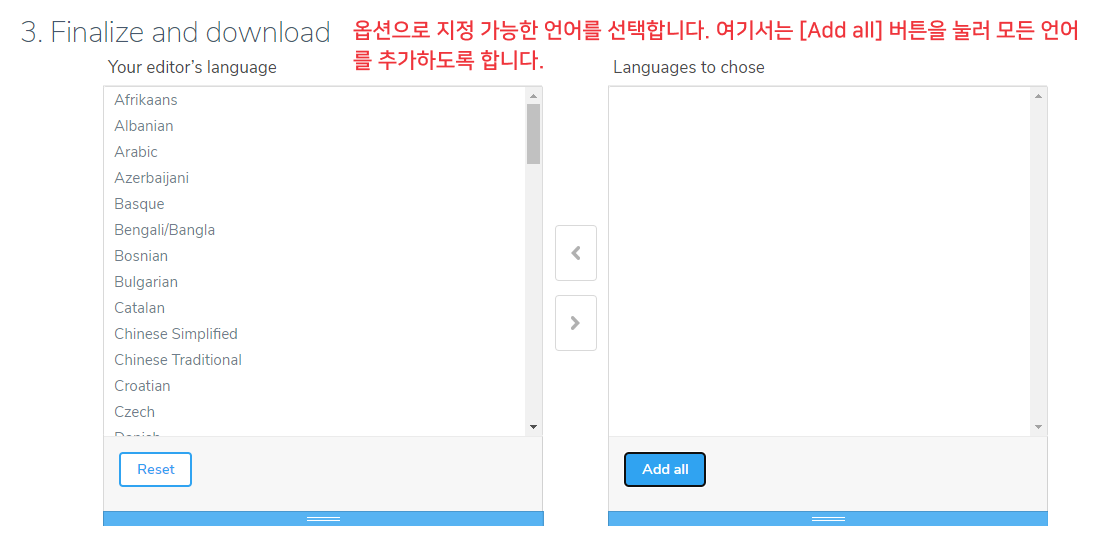 3. Finalize and download
옵션으로 지정 가능한 언어를 선택합니다. 여기서는 [Add all] 버튼을 눌러 모든 언어
를 추가하도록 합니다.
Your editor's language
Languages to chose
Afrikaans
Albanian
Arabic
Azerbaijani
Basque
Bengali/Bangla
Bosnian
Bulgarian
Catalan
Chinese Simplified
Chinese Traditional
Croatian
Czech
Danish
Reset
Add all